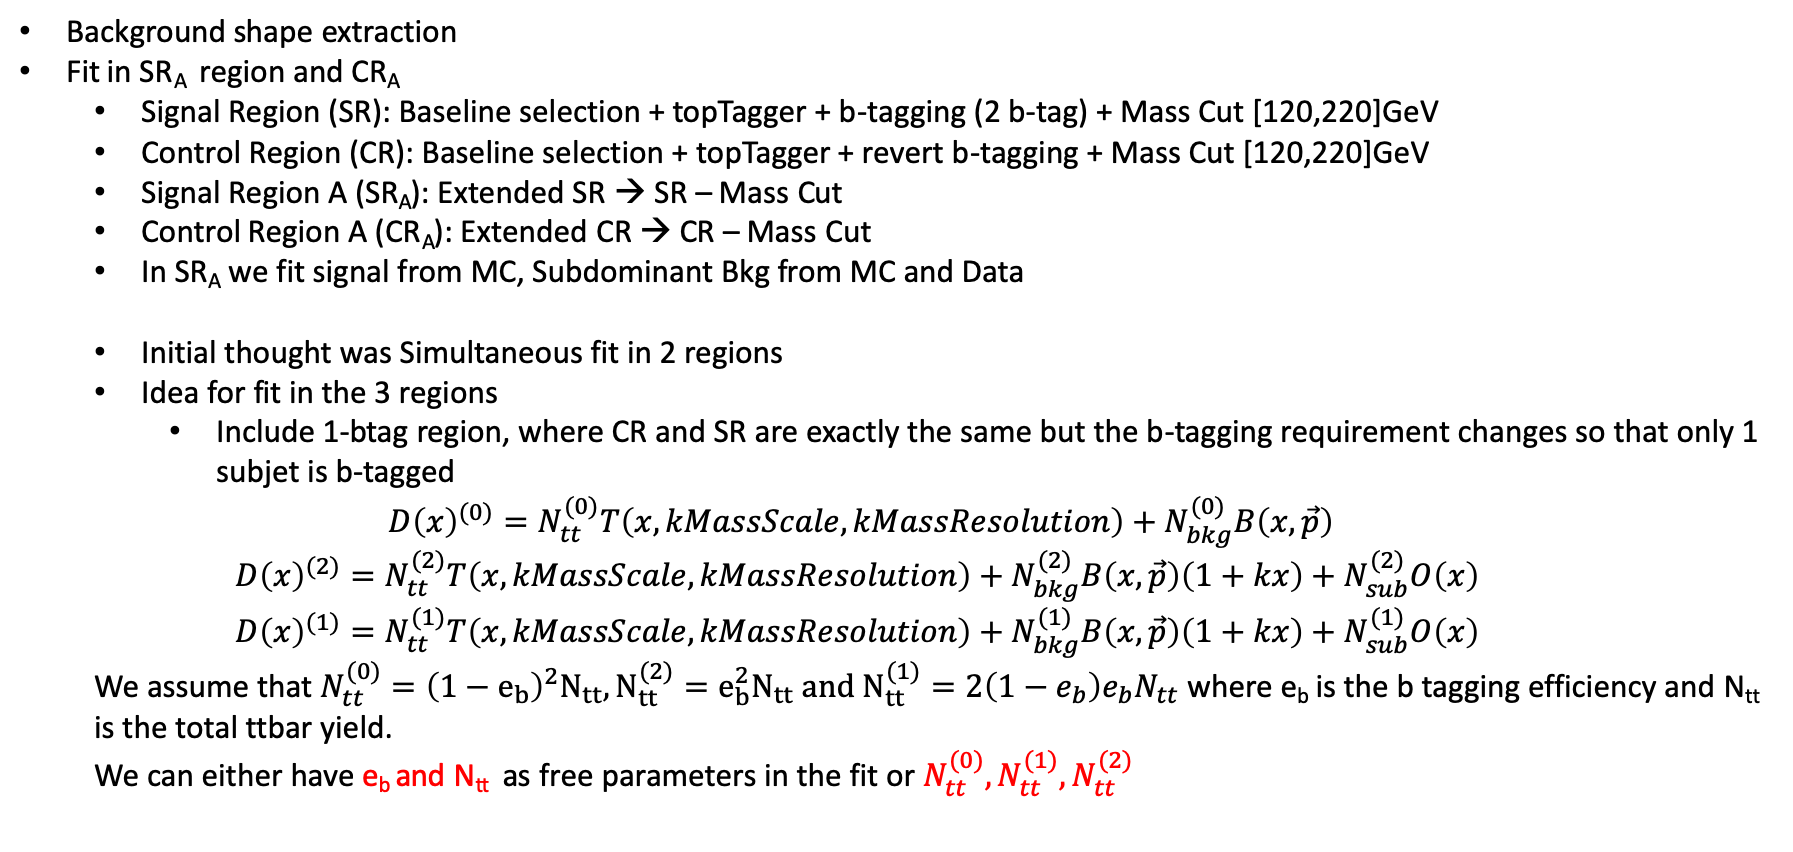 • Background shape extraction
• Fit in SR_A region and CR_A
• Signal Region (SR): Baseline selection + topTagger + b-tagging (2 b-tag) + Mass Cut [120,220]GeV
• Control Region (CR): Baseline selection + topTagger + revert b-tagging + Mass Cut [120,220]GeV
• Signal Region A (SR_A): Extended SR → SR – Mass Cut
• Control Region A (CR_A): Extended CR → CR – Mass Cut
• In SR_A we fit signal from MC, Subdominant Bkg from MC and Data
• Initial thought was Simultaneous fit in 2 regions
• Idea for fit in the 3 regions
• Include 1-btag region, where CR and SR are exactly the same but the b-tagging requirement changes so that only 1
subjet is b-tagged
D(x)^(0) = N_tt^(0) T(x, kMassScale, kMassResolution) + N_bkg^(0) B(x, p⃗)
D(x)^(2) = N_tt^(2) T(x, kMassScale, kMassResolution) + N_bkg^(2) B(x, p⃗)(1 + kx) + N_sub^(2) O(x)
D(x)^(1) = N_tt^(1) T(x, kMassScale, kMassResolution) + N_bkg^(1) B(x, p⃗)(1 + kx) + N_sub^(1) O(x)
We assume that N_tt^(0) = (1 − e_b)^2 N_tt, N_tt^(2) = e_b^2 N_tt and N_tt^(1) = 2(1 − e_b)e_b N_tt where e_b is the b tagging efficiency and N_tt
is the total ttbar yield.
We can either have e_b and N_tt as free parameters in the fit or N_tt^(0), N_tt^(1), N_tt^(2)